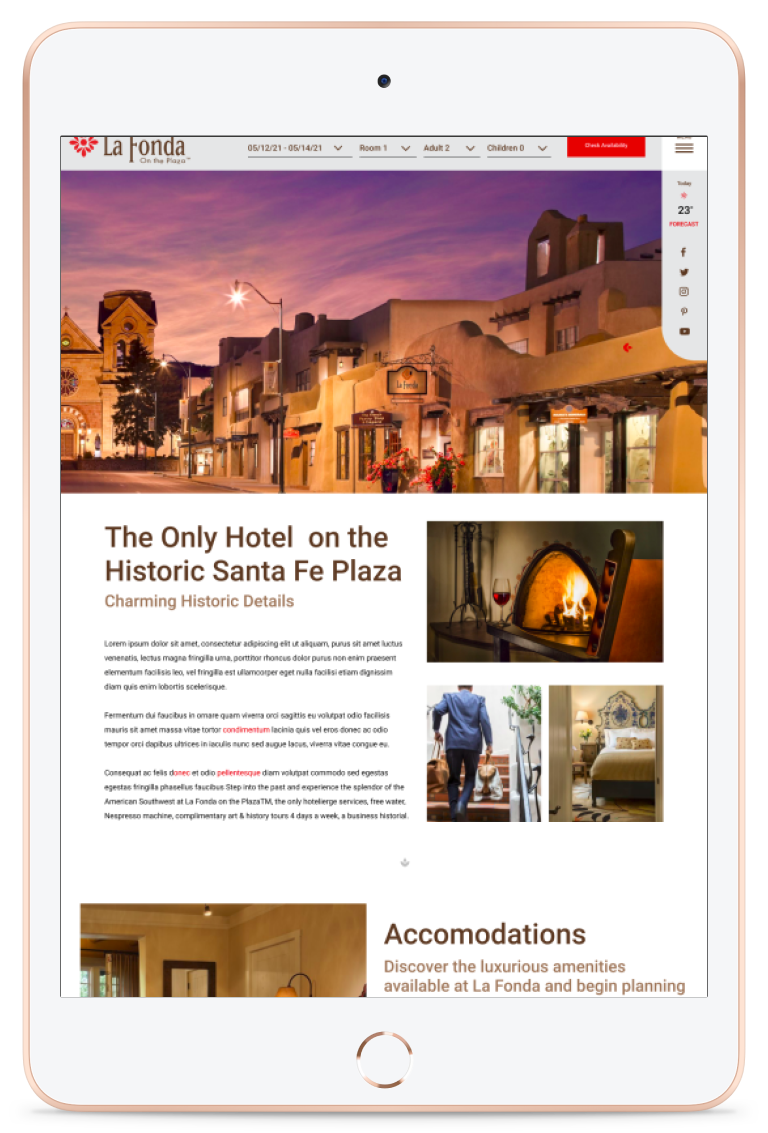 La Fonda
On the Plaza™
05/12/21 - 05/14/21
Room 1
Adult 2
Children 0
Check Availability
MENU
Today
23°
FORECAST
La Fonda
The Only Hotel on the
Historic Santa Fe Plaza
Charming Historic Details
Lorem ipsum dolor sit amet, consectetur adipiscing elit ut aliquam, purus sit amet luctus
venenatis, lectus magna fringilla urna, porttitor rhoncus dolor purus non enim praesent
elementum facilisis leo, vel fringilla est ullamcorper eget nulla facilisi etiam dignissim
diam quis enim lobortis scelerisque.
Fermentum dui faucibus in ornare quam viverra orci sagittis eu volutpat odio facilisis
mauris sit amet massa vitae tortor condimentum lacinia quis vel eros donec ac odio
tempor orci dapibus ultrices in iaculis nunc sed augue lacus, viverra vitae congue eu.
Consequat ac felis donec et odio pellentesque diam volutpat commodo sed egestas
egestas fringilla phasellus faucibus Step into the past and experience the splendor of the
American Southwest at La Fonda on the PlazaTM, the only hotelierge services, free water,
Nespresso machine, complimentary art & history tours 4 days a week, a business historial.
Accomodations
Discover the luxurious amenities
available at La Fonda and begin planning